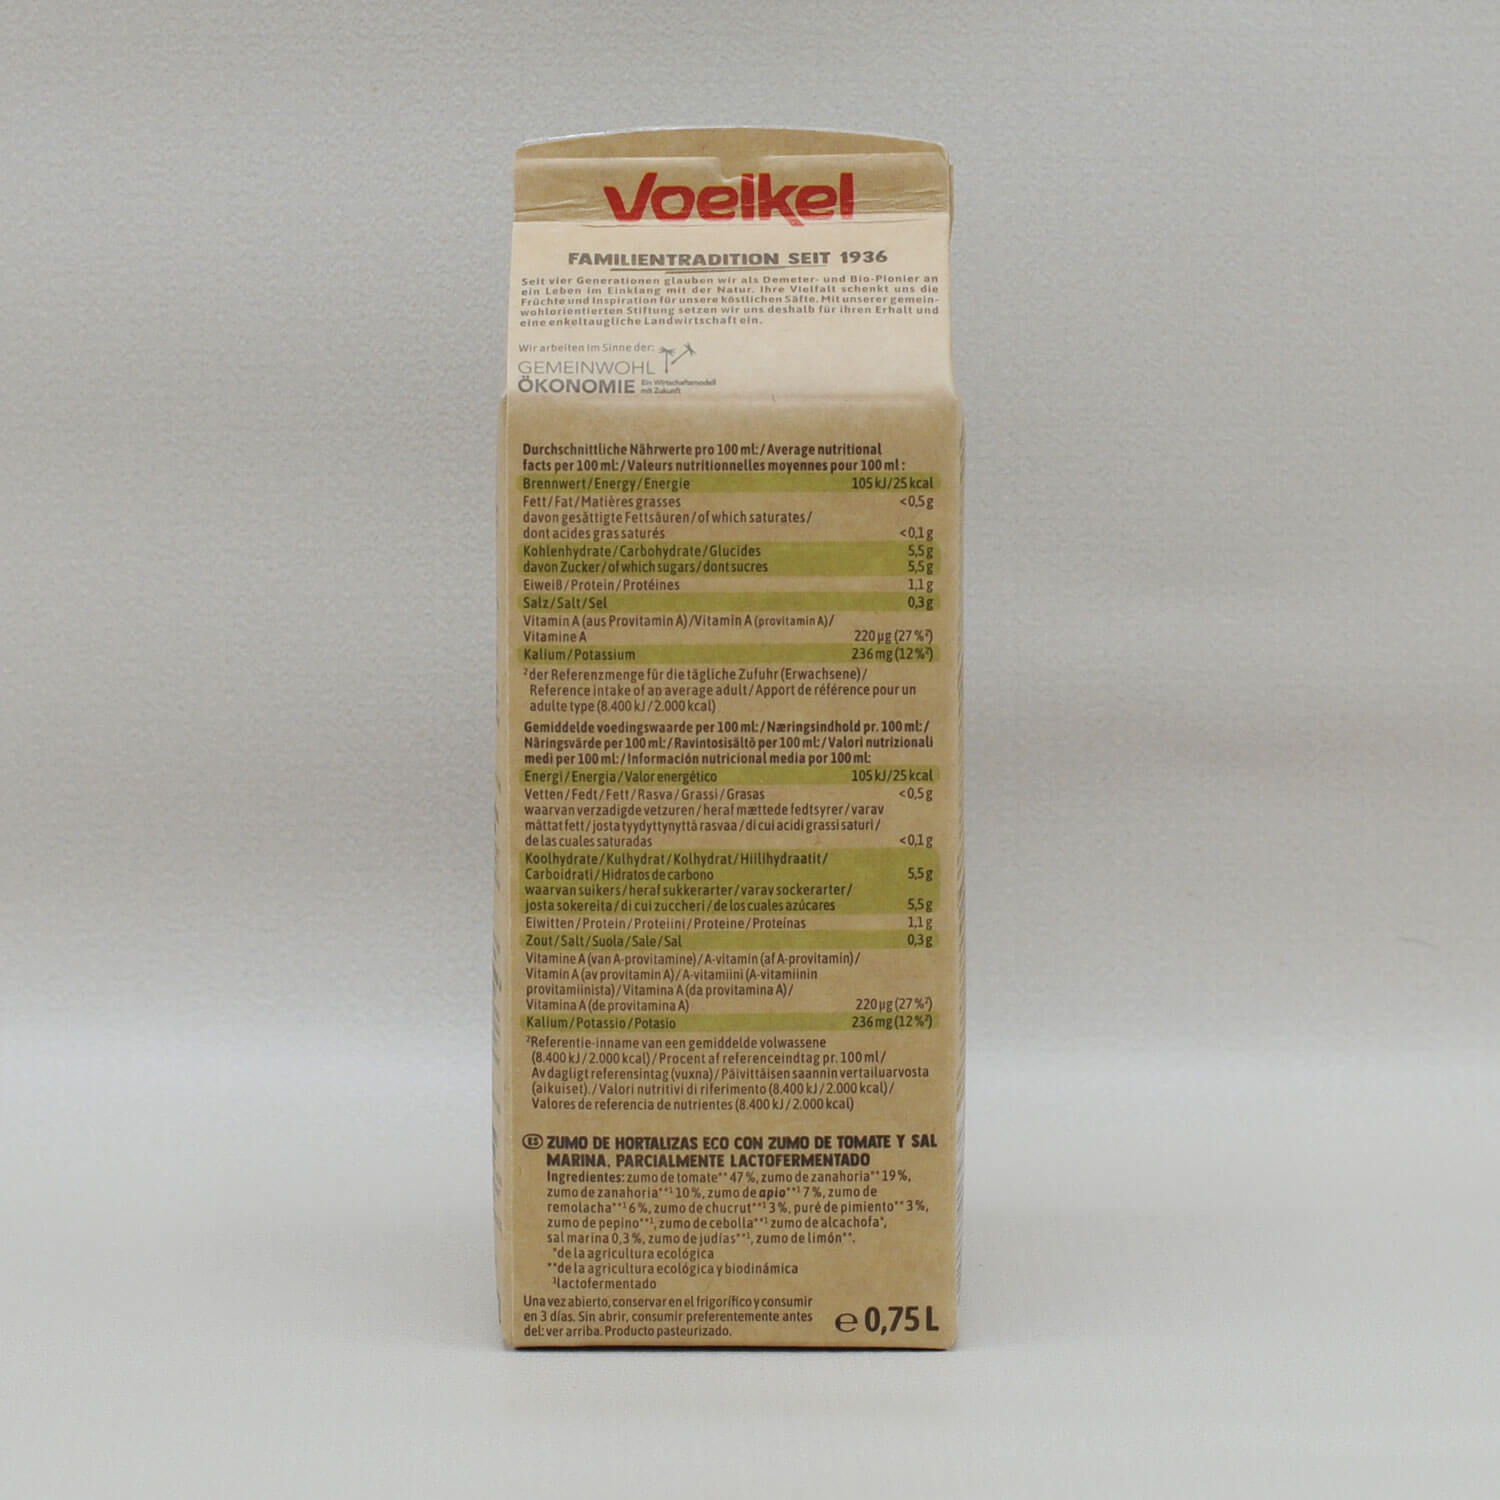 Voelkel
FAMILIENTRADITION SEIT 1936
Seit vier Generationen glauben wir als Demeter- und Bio-Pionier an
ein Leben im Einklang mit der Natur. Ihre Vielfalt schenkt uns die
Früchte und Inspiration für unsere köstlichen Säfte. Mit unserer gemein-
wohlorientierten Stiftung setzen wir uns deshalb für ihren Erhalt und
eine enkeltaugliche Landwirtschaft ein.
Wir arbeiten im Sinne der:
GEMEINWOHL
ÖKONOMIE Ein Wirtschaftsmodell
mit Zukunft
Durchschnittliche Nährwerte pro 100 ml:/Average nutritional
facts per 100 ml:/Valeurs nutritionnelles moyennes pour 100 ml:
Brennwert/Energy/Energie 105 kJ/25 kcal
Fett/Fat/Matières grasses <0,5 g
davon gesättigte Fettsäuren/of which saturates/
dont acides gras saturés <0,1 g
Kohlenhydrate/Carbohydrate/Glucides 5,5 g
davon Zucker/of which sugars/dont sucres 5,5 g
Eiweiß/Protein/Protéines 1,1 g
Salz/Salt/Sel 0,3 g
Vitamin A (aus Provitamin A)/Vitamin A (provitamin A)/
Vitamine A 220 µg (27 %²)
Kalium/Potassium 236 mg (12 %²)
²der Referenzmenge für die tägliche Zufuhr (Erwachsene)/
Reference intake of an average adult/Apport de référence pour un
adulte type (8.400 kJ/2.000 kcal)
Gemiddelde voedingswaarde per 100 ml:/Næringsindhold pr. 100 ml:/
Näringsvärde per 100 ml:/Ravintosisältö per 100 ml:/Valori nutrizionali
medi per 100 ml:/Información nutricional media por 100 ml:
Energi/Energia/Valor energético 105 kJ/25 kcal
Vetten/Fedt/Fett/Rasva/Grassi/Grasas <0,5 g
waarvan verzadigde vetzuren/heraf mættede fedtsyrer/varav
mättat fett/josta tyydyttynyttä rasvaa/di cui acidi grassi saturi/
de las cuales saturadas <0,1 g
Koolhydrate/Kulhydrat/Kolhydrat/Hiilihydraatit/
Carboidrati/Hidratos de carbono 5,5 g
waarvan suikers/heraf sukkerarter/varav sockerarter/
josta sokereita/di cui zuccheri/de los cuales azúcares 5,5 g
Eiwitten/Protein/Proteiini/Proteine/Proteínas 1,1 g
Zout/Salt/Suola/Sale/Sal 0,3 g
Vitamine A (van A-provitamine)/A-vitamin (af A-provitamin)/
Vitamin A (av provitamin A)/A-vitamiini (A-vitamiinin
provitamiinista)/Vitamina A (da provitamina A)/
Vitamina A (de provitamina A) 220 µg (27 %²)
Kalium/Potassio/Potasio 236 mg (12 %²)
²Referentie-inname van een gemiddelde volwassene
(8.400 kJ/2.000 kcal)/Procent af referenceindtag pr. 100 ml/
Av dagligt referensintag (vuxna)/Päivittäisen saannin vertailuarvosta
(aikuiset)./Valori nutritivi di riferimento (8.400 kJ/2.000 kcal)/
Valores de referencia de nutrientes (8.400 kJ/2.000 kcal)
ES ZUMO DE HORTALIZAS ECO CON ZUMO DE TOMATE Y SAL
MARINA, PARCIALMENTE LACTOFERMENTADO
Ingredientes: zumo de tomate** 47 %, zumo de zanahoria** 19 %,
zumo de zanahoria**¹ 10 %, zumo de apio**¹ 7 %, zumo de
remolacha**¹ 6 %, zumo de chucrut**¹ 3 %, puré de pimiento** 3 %,
zumo de pepino**¹, zumo de cebolla**¹ zumo de alcachofa*,
sal marina 0,3 %, zumo de judías**¹, zumo de limón**.
*de la agricultura ecológica
**de la agricultura ecológica y biodinámica
¹lactofermentado
Una vez abierto, conservar en el frigorífico y consumir
en 3 días. Sin abrir, consumir preferentemente antes
del: ver arriba. Producto pasteurizado.
℮ 0,75 L